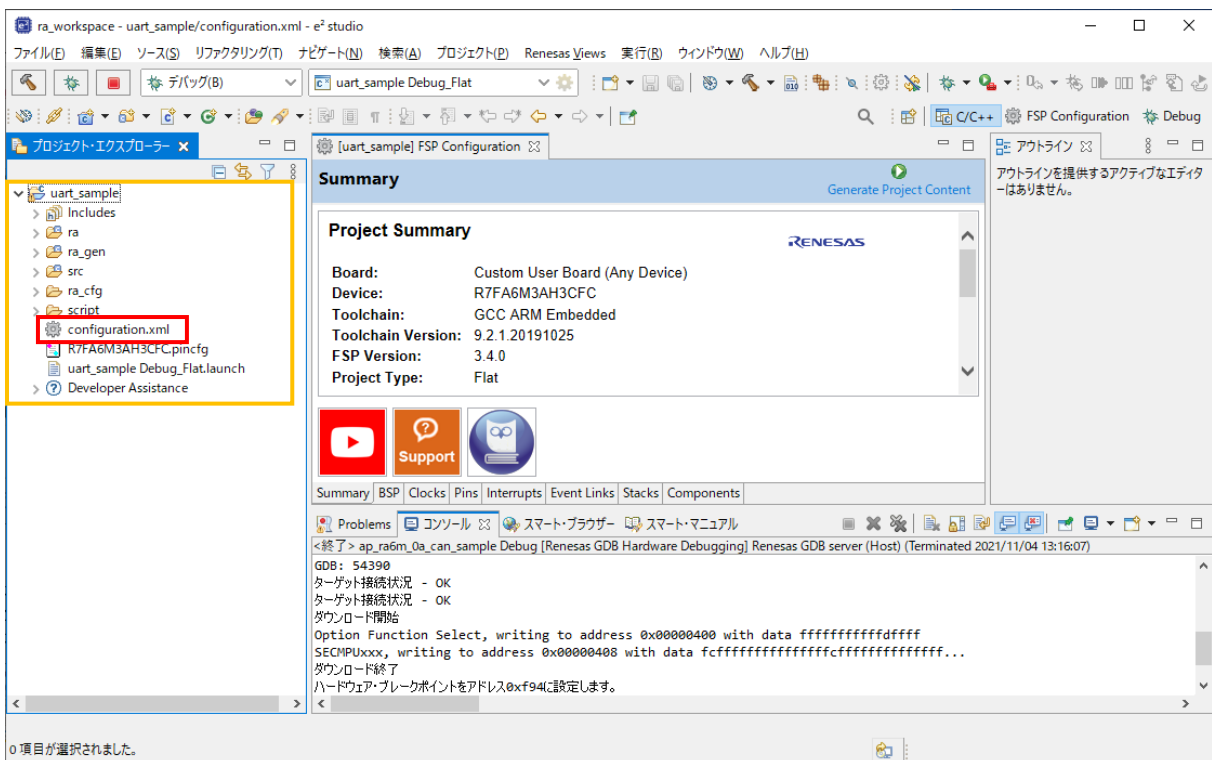 ra_workspace - uart_sample/configuration.xml - e² studio
ファイル(F) 編集(E) ソース(S) リファクタリング(T) ナビゲート(N) 検索(A) プロジェクト(P) Renesas Views 実行(R) ウィンドウ(W) ヘルプ(H)
デバッグ(B) uart_sample Debug_Flat
C/C++ FSP Configuration Debug
プロジェクト・エクスプローラー
uart_sample
Includes
ra
ra_gen
src
ra_cfg
script
configuration.xml
R7FA6M3AH3CFC.pincfg
uart_sample Debug_Flat.launch
Developer Assistance
[uart_sample] FSP Configuration
Summary
Generate Project Content
Project Summary
RENESAS
Board: Custom User Board (Any Device)
Device: R7FA6M3AH3CFC
Toolchain: GCC ARM Embedded
Toolchain Version: 9.2.1.20191025
FSP Version: 3.4.0
Project Type: Flat
Support
Summary BSP Clocks Pins Interrupts Event Links Stacks Components
アウトライン
アウトラインを提供するアクティブなエディタ
ーはありません。
Problems コンソール スマート・ブラウザー スマート・マニュアル
<終了> ap_ra6m_0a_can_sample Debug [Renesas GDB Hardware Debugging] Renesas GDB server (Host) (Terminated 2021/11/04 13:16:07)
GDB: 54390
ターゲット接続状況 - OK
ターゲット接続状況 - OK
ダウンロード開始
Option Function Select, writing to address 0x00000400 with data fffffffffffdffff
SECMPUxxx, writing to address 0x00000408 with data fcffffffffffffffffcfffffffffffffff...
ダウンロード終了
ハードウェア・ブレークポイントをアドレス0xf94に設定します。
0 項目が選択されました。